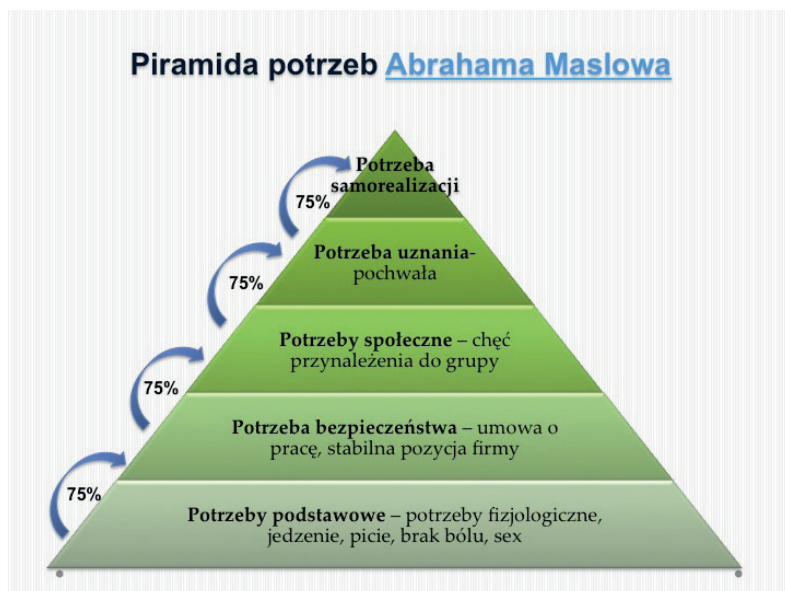 Piramida potrzeb Abrahama Maslowa
Potrzeba
samorealizacji
75%
Potrzeba uznania-
pochwała
75%
Potrzeby społeczne – chęć
przynależenia do grupy
75%
Potrzeba bezpieczeństwa – umowa o
pracę, stabilna pozycja firmy
75%
Potrzeby podstawowe – potrzeby fizjologiczne,
jedzenie, picie, brak bólu, sex